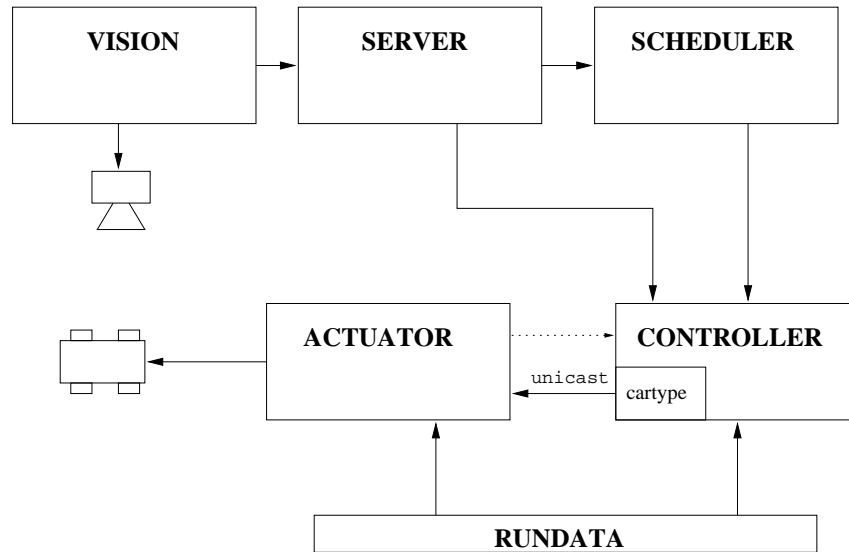 VISION
SERVER
SCHEDULER
ACTUATOR
CONTROLLER
unicast
cartype
RUNDATA